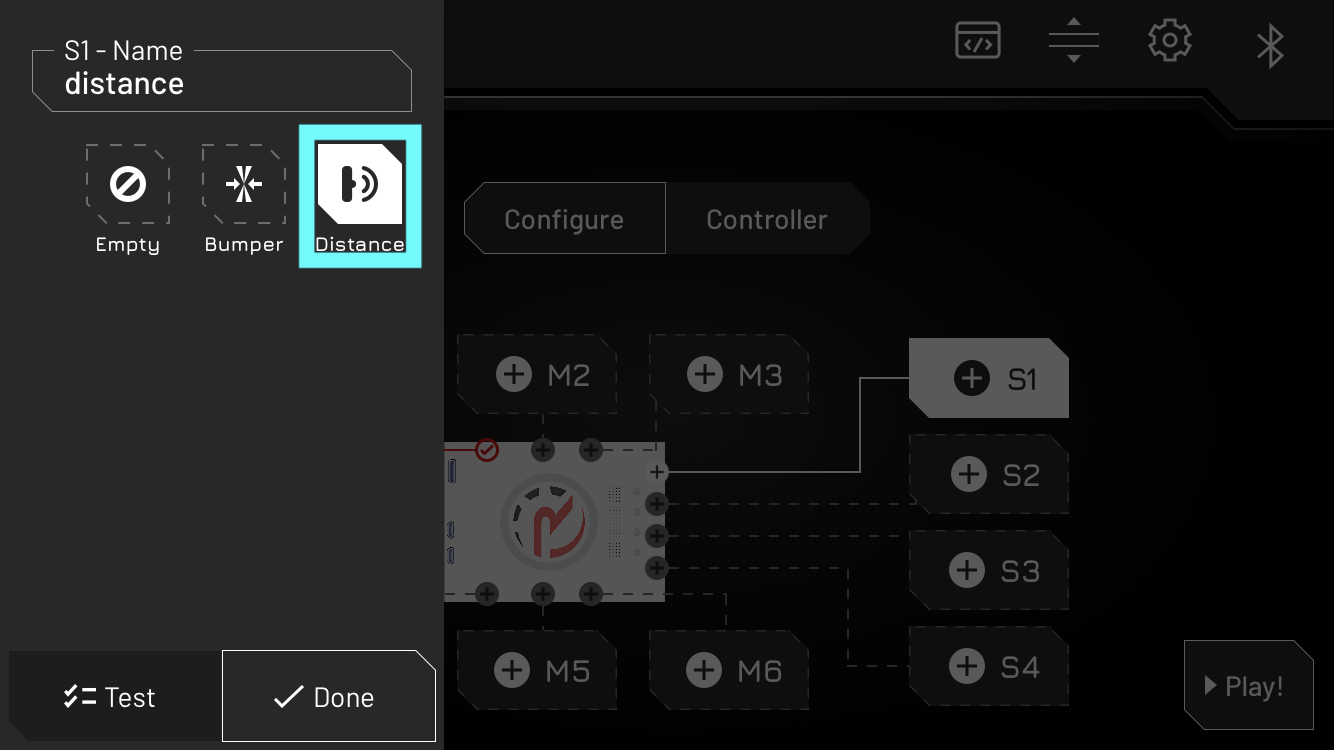 S1 - Name
distance
Empty
Bumper
Distance
Configure
Controller
M2
M3
S1
S2
S3
S4
M5
M6
Test
Done
Play!